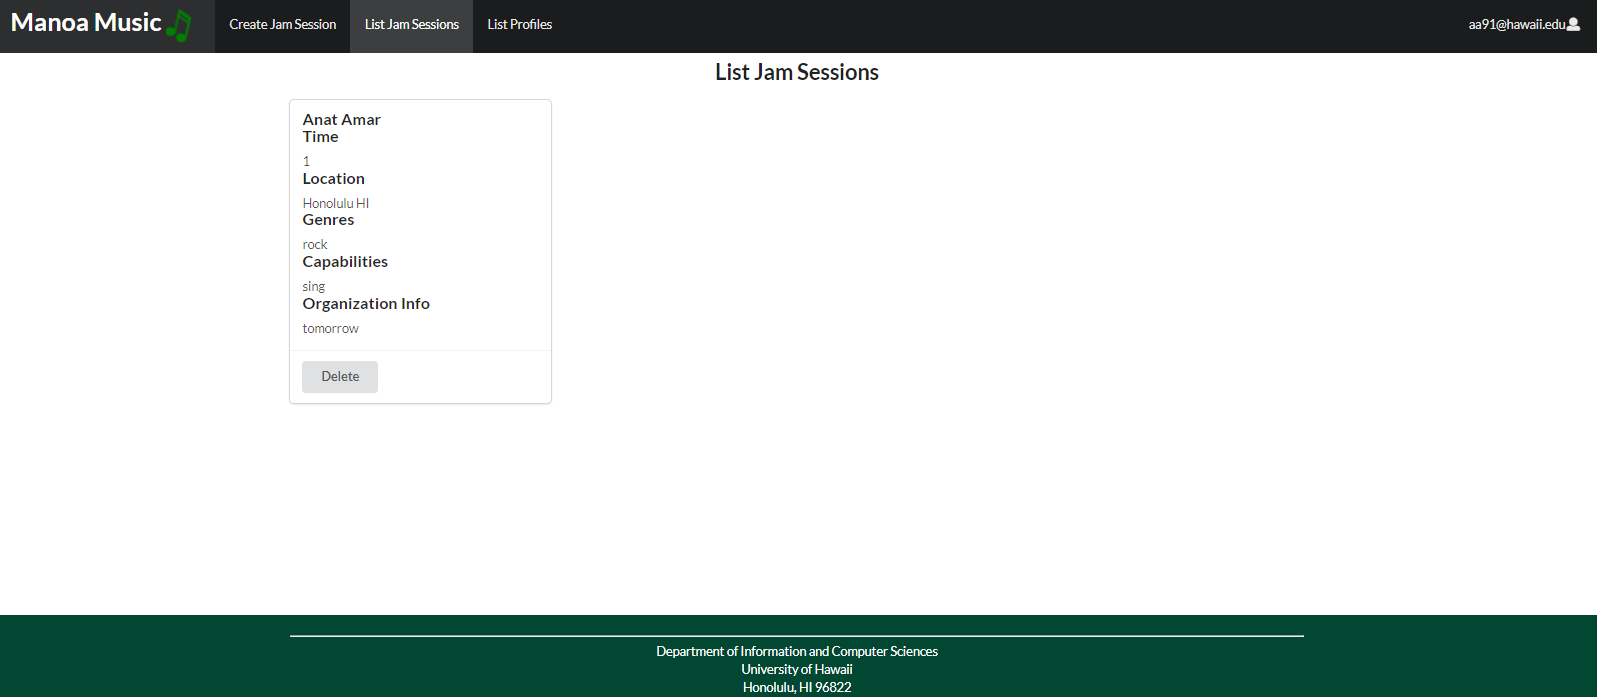 Manoa Music
Create Jam Session
List Jam Sessions
List Profiles
aa91@hawaii.edu
List Jam Sessions
Anat Amar
Time
1
Location
Honolulu HI
Genres
rock
Capabilities
sing
Organization Info
tomorrow
Delete
Department of Information and Computer Sciences
University of Hawaii
Honolulu, HI 96822